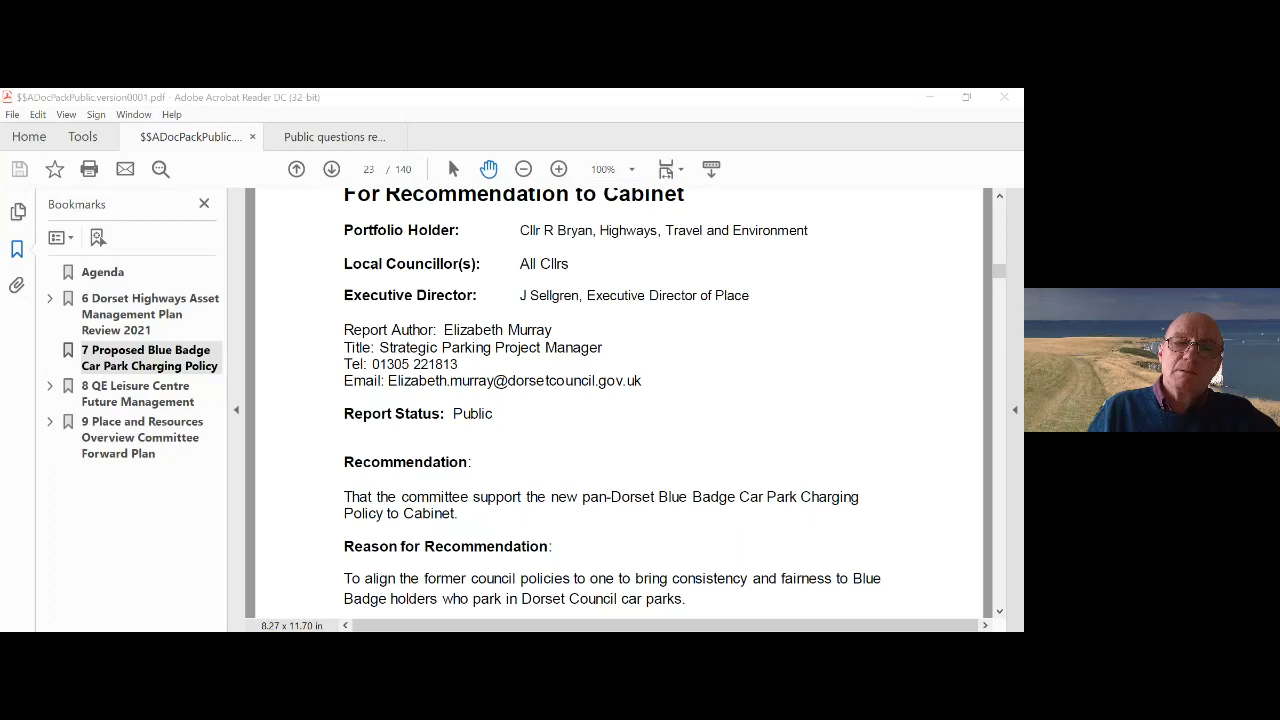 $$ADocPackPublic.version0001.pdf - Adobe Acrobat Reader DC (32-bit)
File Edit View Sign Window Help
Home Tools $$ADocPackPublic.... × Public questions re...
23 / 140 100%
Bookmarks
Agenda
6 Dorset Highways Asset
Management Plan
Review 2021
7 Proposed Blue Badge
Car Park Charging Policy
8 QE Leisure Centre
Future Management
9 Place and Resources
Overview Committee
Forward Plan
For Recommendation to Cabinet
Portfolio Holder: Cllr R Bryan, Highways, Travel and Environment
Local Councillor(s): All Cllrs
Executive Director: J Sellgren, Executive Director of Place
Report Author: Elizabeth Murray
Title: Strategic Parking Project Manager
Tel: 01305 221813
Email: Elizabeth.murray@dorsetcouncil.gov.uk
Report Status: Public
Recommendation:
That the committee support the new pan-Dorset Blue Badge Car Park Charging
Policy to Cabinet.
Reason for Recommendation:
To align the former council policies to one to bring consistency and fairness to Blue
Badge holders who park in Dorset Council car parks.
8.27 x 11.70 in